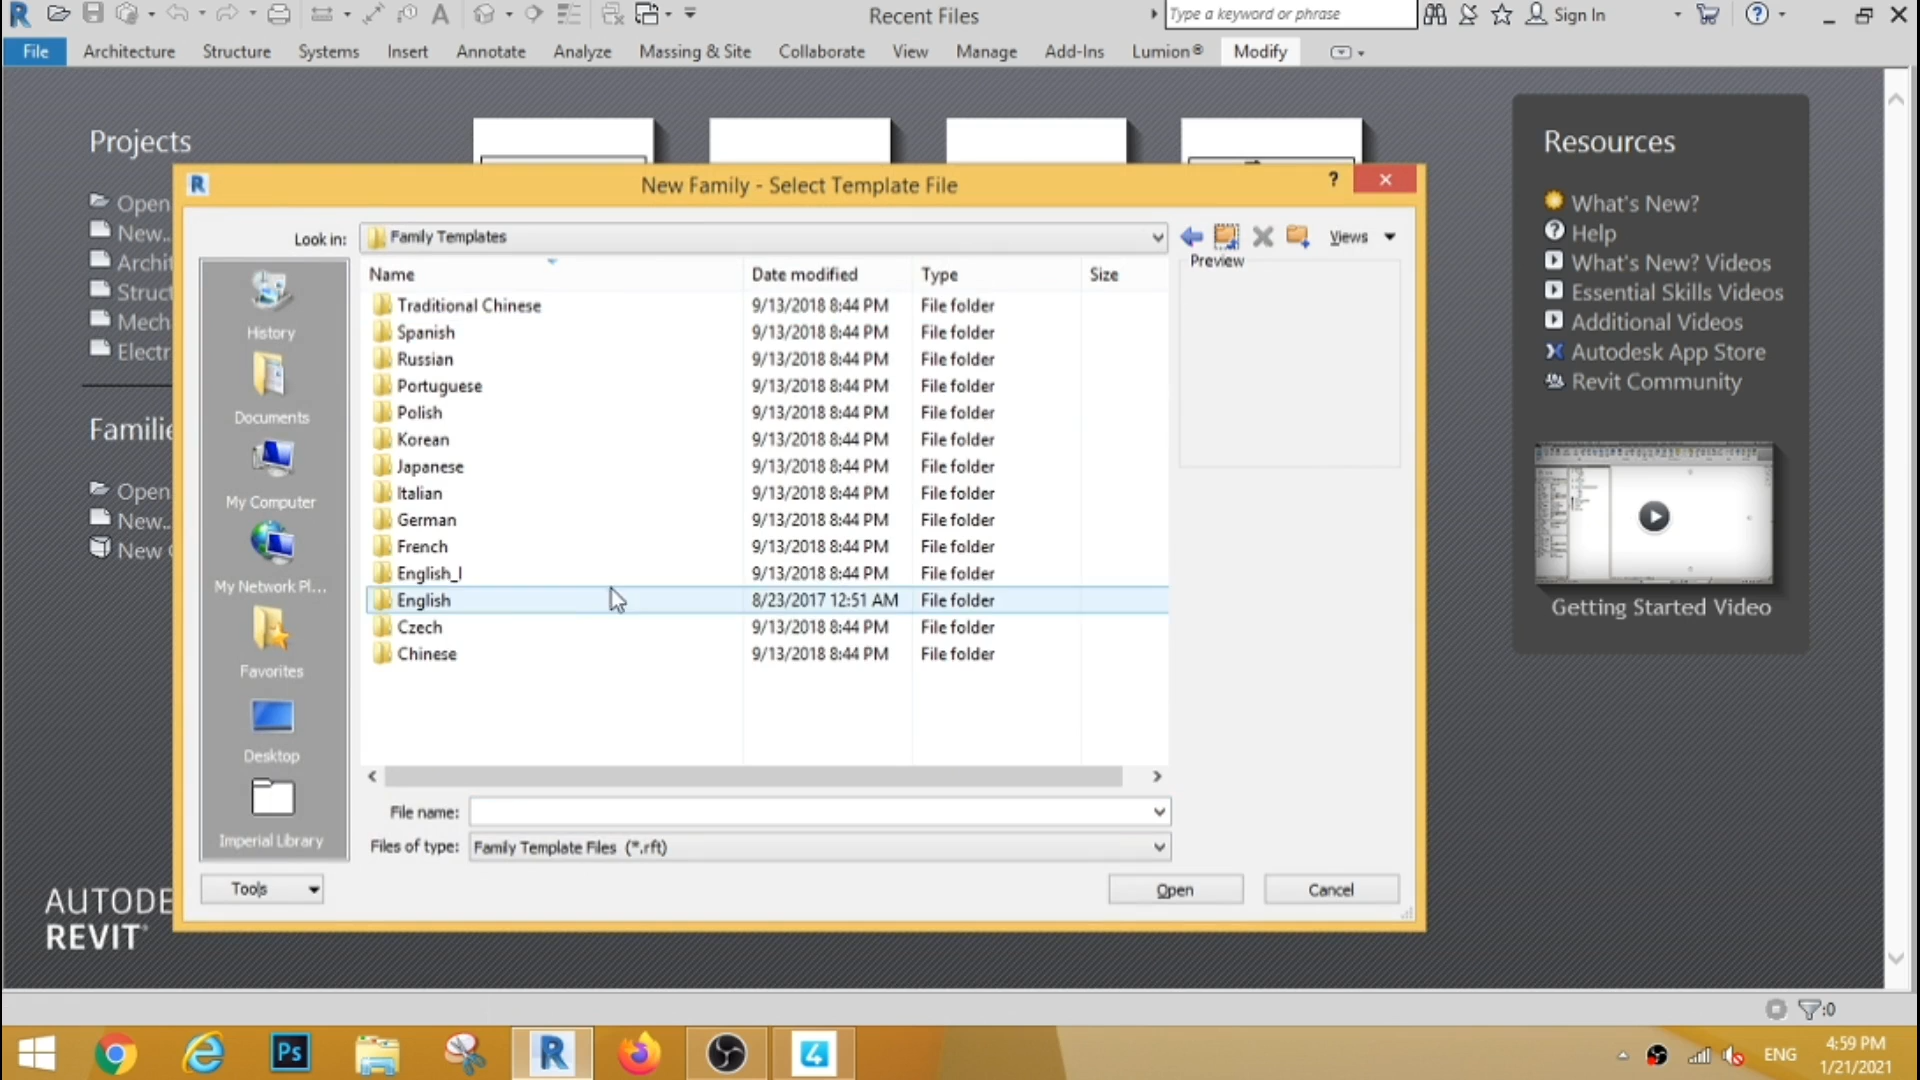 Recent Files
Type a keyword or phrase
Sign In
File Architecture Structure Systems Insert Annotate Analyze Massing & Site Collaborate View Manage Add-Ins Lumion® Modify
Projects
Open
New..
Archit
Struct
Mech
Electr
Familie
Open
New..
New
AUTODE
REVIT
New Family - Select Template File
?
Look in: Family Templates
Views
Preview
Name Date modified Type Size
Traditional Chinese 9/13/2018 8:44 PM File folder
Spanish 9/13/2018 8:44 PM File folder
Russian 9/13/2018 8:44 PM File folder
Portuguese 9/13/2018 8:44 PM File folder
Polish 9/13/2018 8:44 PM File folder
Korean 9/13/2018 8:44 PM File folder
Japanese 9/13/2018 8:44 PM File folder
Italian 9/13/2018 8:44 PM File folder
German 9/13/2018 8:44 PM File folder
French 9/13/2018 8:44 PM File folder
English_I 9/13/2018 8:44 PM File folder
English 8/23/2017 12:51 AM File folder
Czech 9/13/2018 8:44 PM File folder
Chinese 9/13/2018 8:44 PM File folder
History
Documents
My Computer
My Network Pl...
Favorites
Desktop
Imperial Library
File name:
Files of type: Family Template Files (*.rft)
Tools
Open
Cancel
Resources
What's New?
Help
What's New? Videos
Essential Skills Videos
Additional Videos
Autodesk App Store
Revit Community
Getting Started Video
:0
Ps
R
4
ENG
4:59 PM
1/21/2021